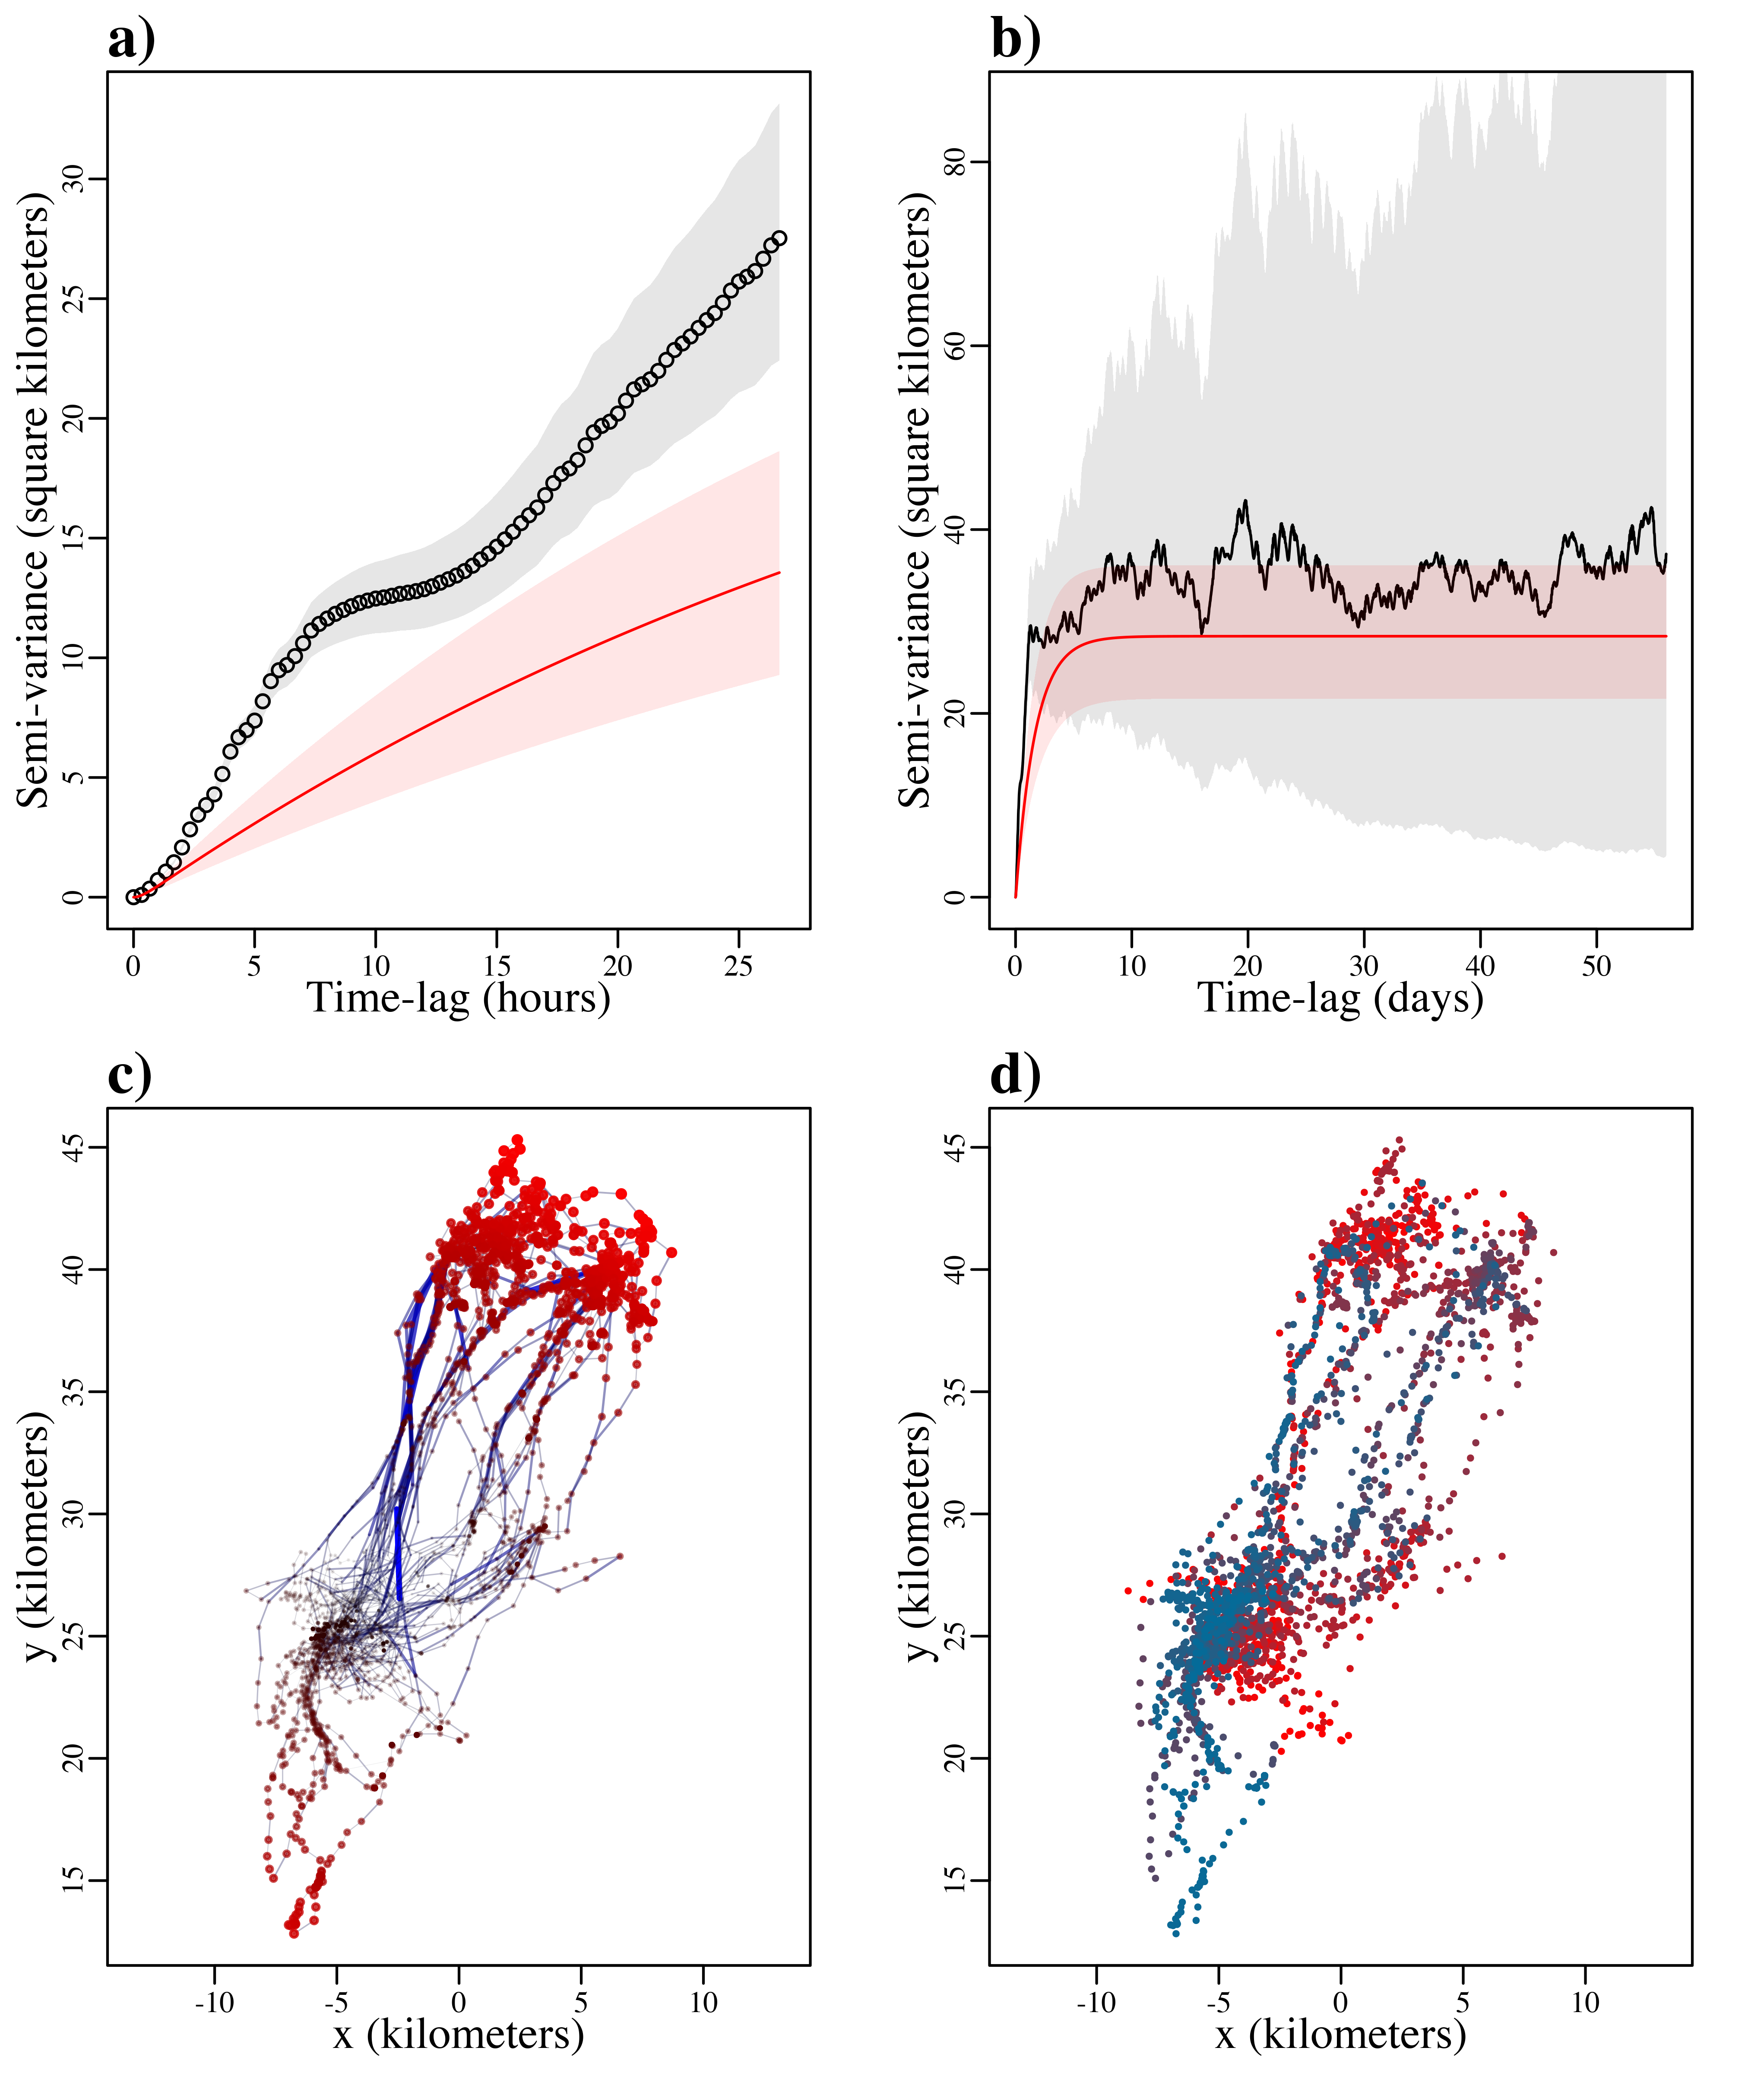 a)
Semi-variance (square kilometers)
30
25
20
15
10
5
0
0 5 10 15 20 25
Time-lag (hours)
b)
Semi-variance (square kilometers)
80
60
40
20
0
0 10 20 30 40 50
Time-lag (days)
c)
y (kilometers)
45
40
35
30
25
20
15
-10 -5 0 5 10
x (kilometers)
d)
y (kilometers)
45
40
35
30
25
20
15
-10 -5 0 5 10
x (kilometers)